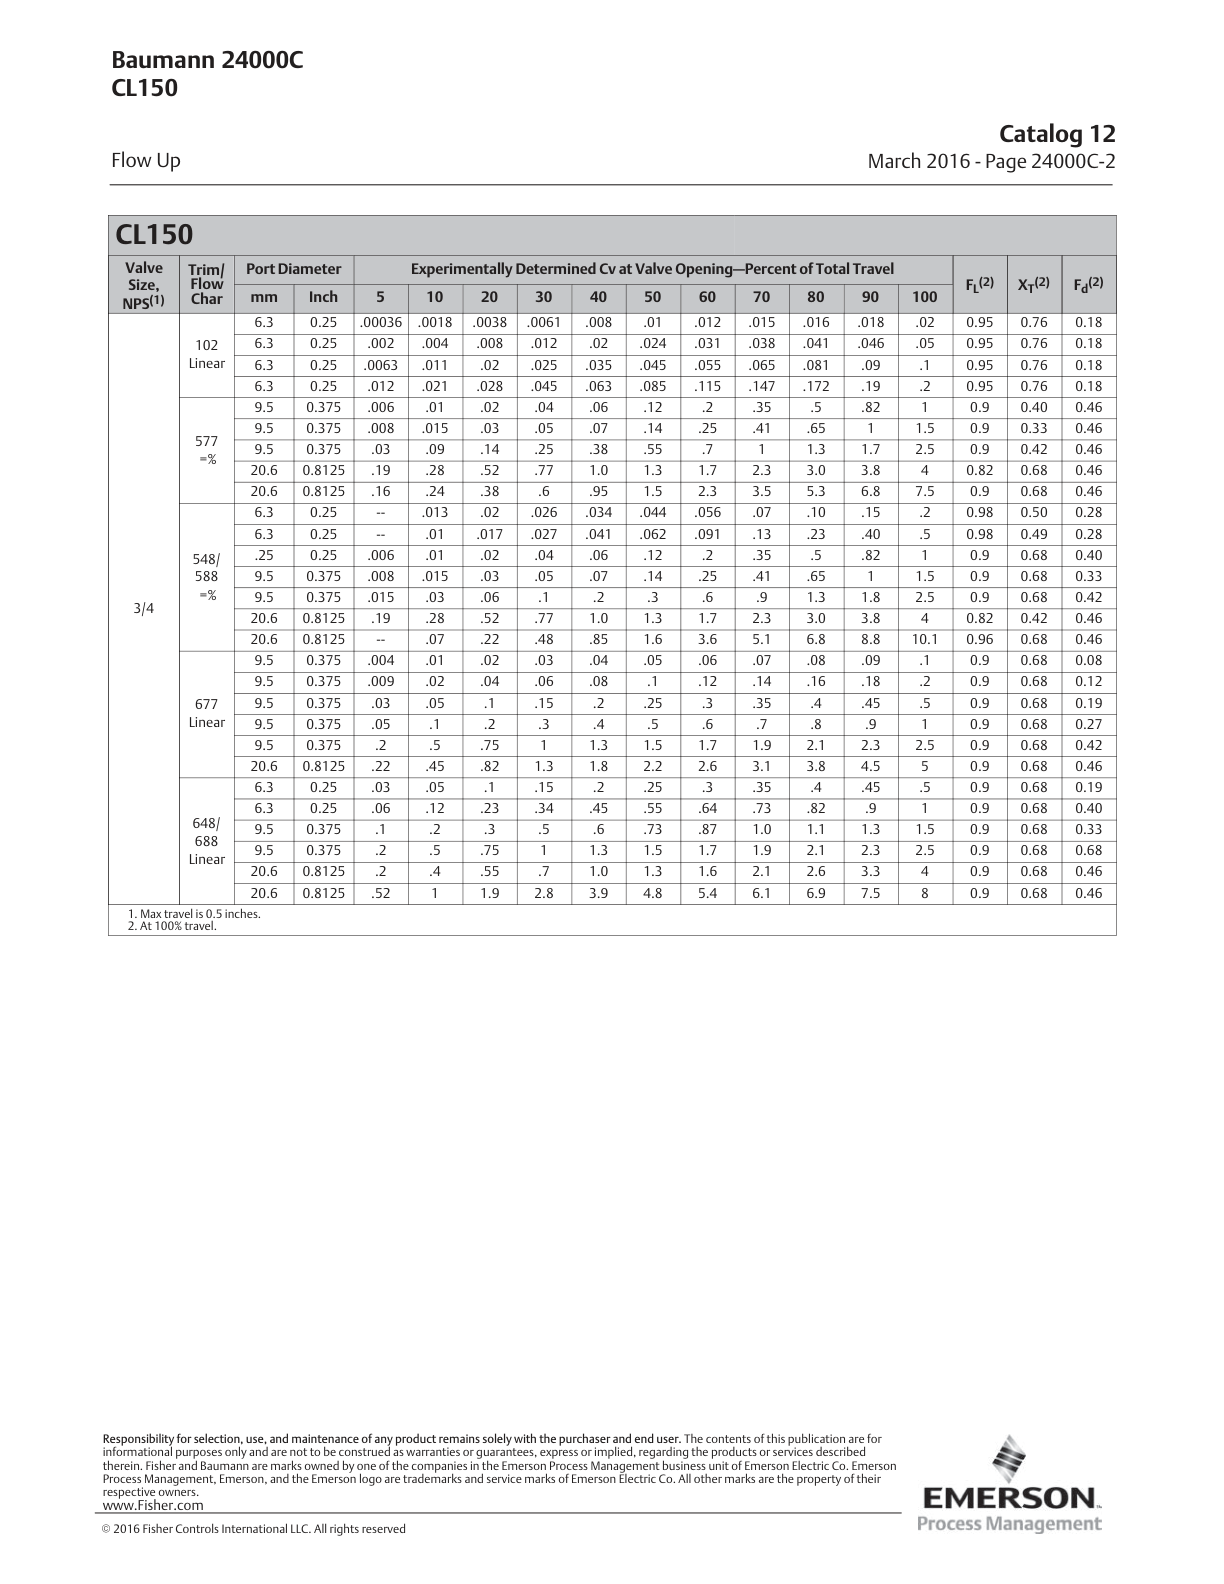 Baumann 24000C
CL150
Catalog 12
Flow Up
March 2016 - Page 24000C-2
CL150
Valve Size, NPS(1) Trim/ Flow Char Port Diameter Experimentally Determined Cv at Valve Opening—Percent of Total Travel FL(2) XT(2) Fd(2)
mm Inch 5 10 20 30 40 50 60 70 80 90 100
3/4
102 Linear
6.3 0.25 .00036 .0018 .0038 .0061 .008 .01 .012 .015 .016 .018 .02 0.95 0.76 0.18
6.3 0.25 .002 .004 .008 .012 .02 .024 .031 .038 .041 .046 .05 0.95 0.76 0.18
6.3 0.25 .0063 .011 .02 .025 .035 .045 .055 .065 .081 .09 .1 0.95 0.76 0.18
6.3 0.25 .012 .021 .028 .045 .063 .085 .115 .147 .172 .19 .2 0.95 0.76 0.18
577 =%
9.5 0.375 .006 .01 .02 .04 .06 .12 .2 .35 .5 .82 1 0.9 0.40 0.46
9.5 0.375 .008 .015 .03 .05 .07 .14 .25 .41 .65 1 1.5 0.9 0.33 0.46
9.5 0.375 .03 .09 .14 .25 .38 .55 .7 1 1.3 1.7 2.5 0.9 0.42 0.46
20.6 0.8125 .19 .28 .52 .77 1.0 1.3 1.7 2.3 3.0 3.8 4 0.82 0.68 0.46
20.6 0.8125 .16 .24 .38 .6 .95 1.5 2.3 3.5 5.3 6.8 7.5 0.9 0.68 0.46
548/ 588 =%
6.3 0.25 -- .013 .02 .026 .034 .044 .056 .07 .10 .15 .2 0.98 0.50 0.28
6.3 0.25 -- .01 .017 .027 .041 .062 .091 .13 .23 .40 .5 0.98 0.49 0.28
.25 0.25 .006 .01 .02 .04 .06 .12 .2 .35 .5 .82 1 0.9 0.68 0.40
9.5 0.375 .008 .015 .03 .05 .07 .14 .25 .41 .65 1 1.5 0.9 0.68 0.33
9.5 0.375 .015 .03 .06 .1 .2 .3 .6 .9 1.3 1.8 2.5 0.9 0.68 0.42
20.6 0.8125 .19 .28 .52 .77 1.0 1.3 1.7 2.3 3.0 3.8 4 0.82 0.42 0.46
20.6 0.8125 -- .07 .22 .48 .85 1.6 3.6 5.1 6.8 8.8 10.1 0.96 0.68 0.46
677 Linear
9.5 0.375 .004 .01 .02 .03 .04 .05 .06 .07 .08 .09 .1 0.9 0.68 0.08
9.5 0.375 .009 .02 .04 .06 .08 .1 .12 .14 .16 .18 .2 0.9 0.68 0.12
9.5 0.375 .03 .05 .1 .15 .2 .25 .3 .35 .4 .45 .5 0.9 0.68 0.19
9.5 0.375 .05 .1 .2 .3 .4 .5 .6 .7 .8 .9 1 0.9 0.68 0.27
9.5 0.375 .2 .5 .75 1 1.3 1.5 1.7 1.9 2.1 2.3 2.5 0.9 0.68 0.42
20.6 0.8125 .22 .45 .82 1.3 1.8 2.2 2.6 3.1 3.8 4.5 5 0.9 0.68 0.46
648/ 688 Linear
6.3 0.25 .03 .05 .1 .15 .2 .25 .3 .35 .4 .45 .5 0.9 0.68 0.19
6.3 0.25 .06 .12 .23 .34 .45 .55 .64 .73 .82 .9 1 0.9 0.68 0.40
9.5 0.375 .1 .2 .3 .5 .6 .73 .87 1.0 1.1 1.3 1.5 0.9 0.68 0.33
9.5 0.375 .2 .5 .75 1 1.3 1.5 1.7 1.9 2.1 2.3 2.5 0.9 0.68 0.68
20.6 0.8125 .2 .4 .55 .7 1.0 1.3 1.6 2.1 2.6 3.3 4 0.9 0.68 0.46
20.6 0.8125 .52 1 1.9 2.8 3.9 4.8 5.4 6.1 6.9 7.5 8 0.9 0.68 0.46
1. Max travel is 0.5 inches.
2. At 100% travel.
Responsibility for selection, use, and maintenance of any product remains solely with the purchaser and end user. The contents of this publication are for
informational purposes only and are not to be construed as warranties or guarantees, express or implied, regarding the products or services described
therein. Fisher and Baumann are marks owned by one of the companies in the Emerson Process Management business unit of Emerson Electric Co. Emerson
Process Management, Emerson, and the Emerson logo are trademarks and service marks of Emerson Electric Co. All other marks are the property of their
respective owners.
www.Fisher.com
© 2016 Fisher Controls International LLC. All rights reserved
EMERSON
Process Management